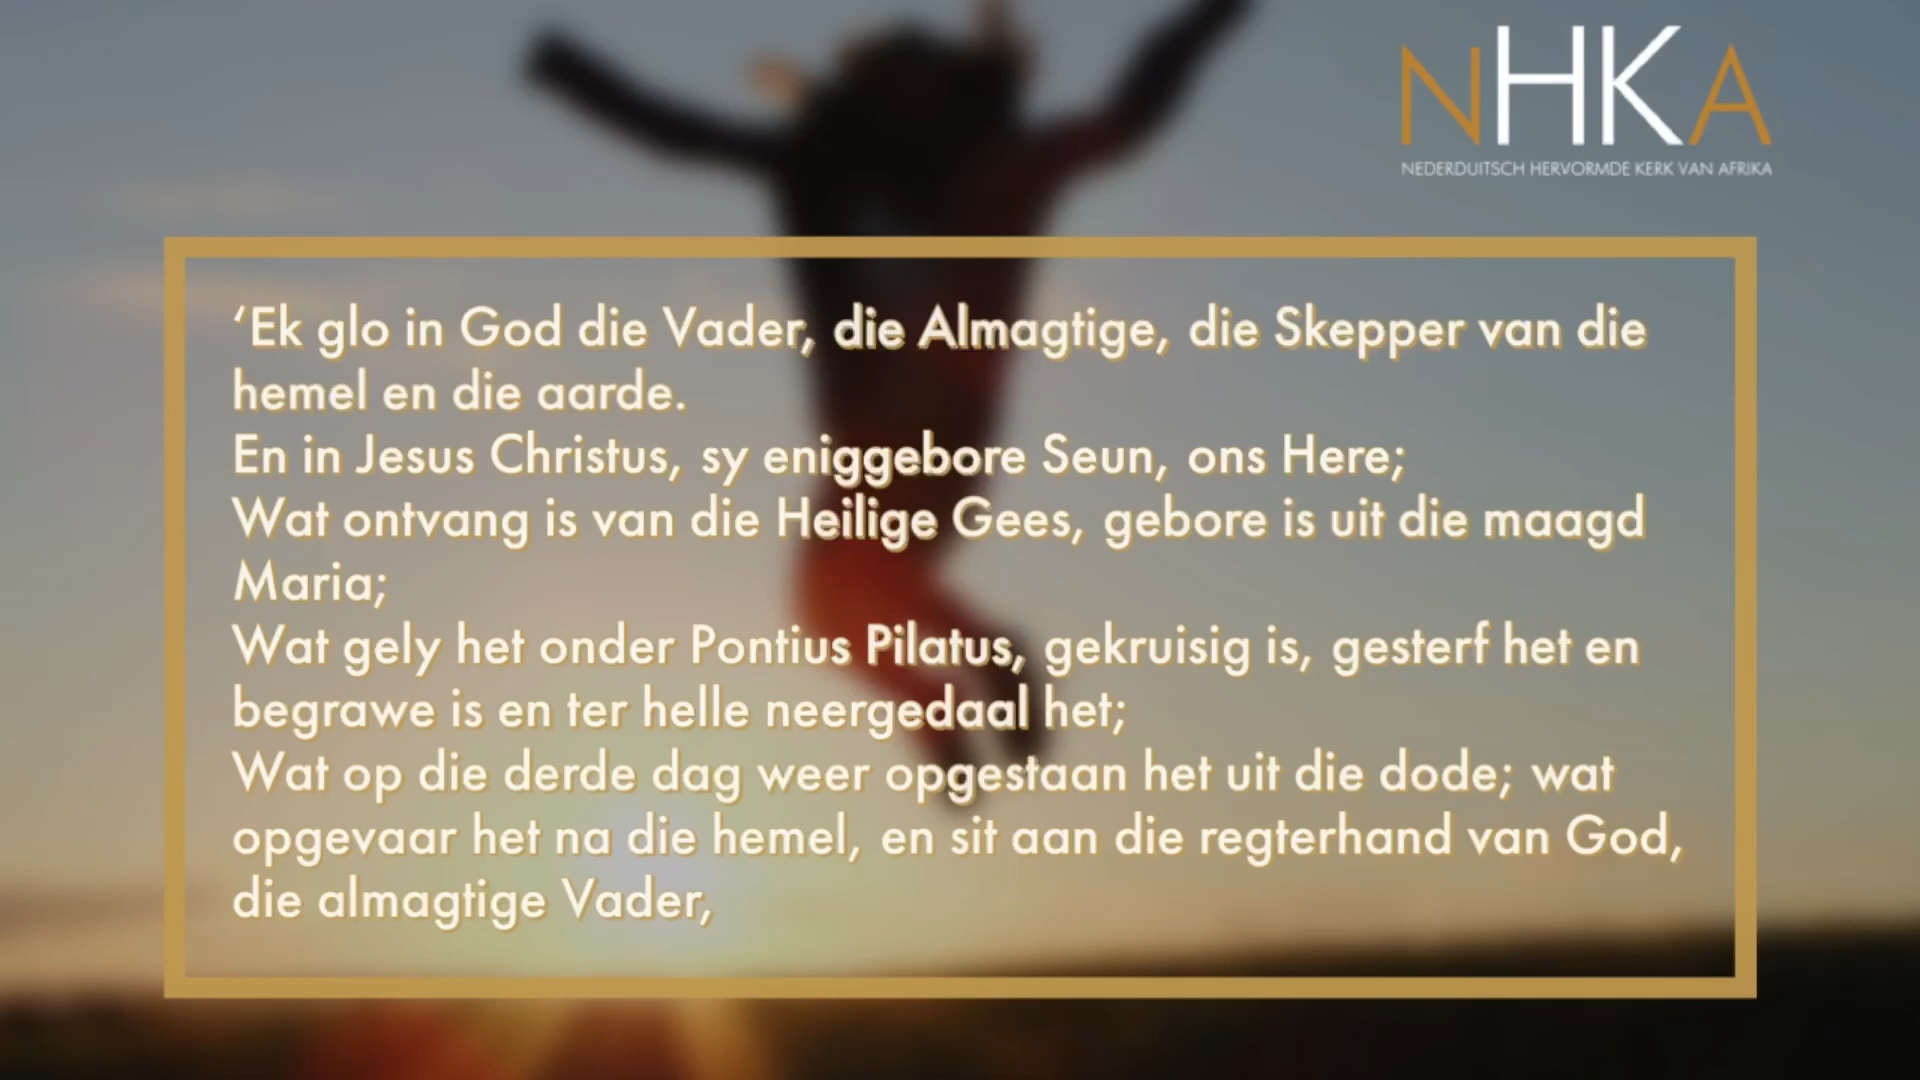 NHKA
NEDERDUITSCH HERVORMDE KERK VAN AFRIKA
‘Ek glo in God die Vader, die Almagtige, die Skepper van die
hemel en die aarde.
En in Jesus Christus, sy eniggebore Seun, ons Here;
Wat ontvang is van die Heilige Gees, gebore is uit die maagd
Maria;
Wat gely het onder Pontius Pilatus, gekruisig is, gesterf het en
begrawe is en ter helle neergedaal het;
Wat op die derde dag weer opgestaan het uit die dode; wat
opgevaar het na die hemel, en sit aan die regterhand van God,
die almagtige Vader,